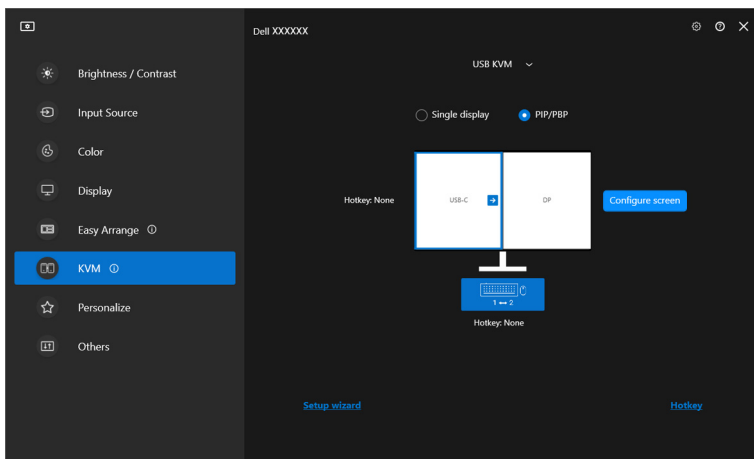 Dell XXXXXX
Brightness / Contrast
Input Source
Color
Display
Easy Arrange
KVM
Personalize
Others
USB KVM
Single display
PIP/PBP
Hotkey: None
USB-C
DP
Configure screen
1 ↔ 2
Hotkey: None
Setup wizard
Hotkey